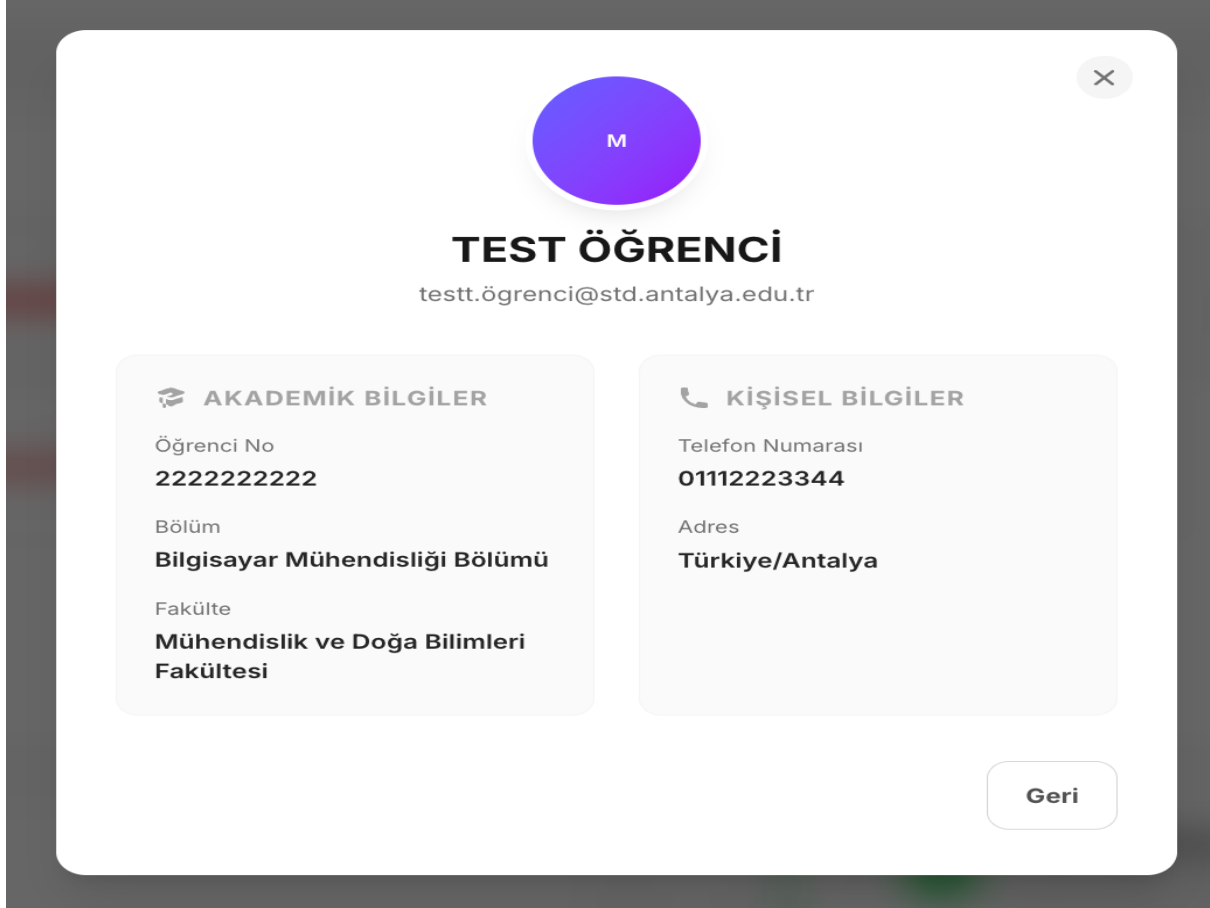 M
TEST ÖĞRENCİ
testt.ögrenci@std.antalya.edu.tr
AKADEMİK BİLGİLER
Öğrenci No
2222222222
Bölüm
Bilgisayar Mühendisliği Bölümü
Fakülte
Mühendislik ve Doğa Bilimleri
Fakültesi
KİŞİSEL BİLGİLER
Telefon Numarası
01112223344
Adres
Türkiye/Antalya
Geri